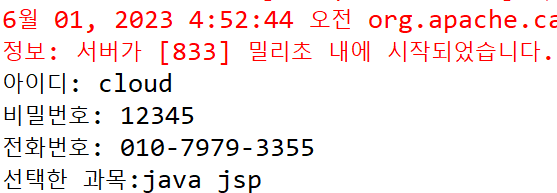 6월 01, 2023 4:52:44 오전 org.apache.ca
정보: 서버가 [833] 밀리초 내에 시작되었습니다.
아이디: cloud
비밀번호: 12345
전화번호: 010-7979-3355
선택한 과목:java jsp